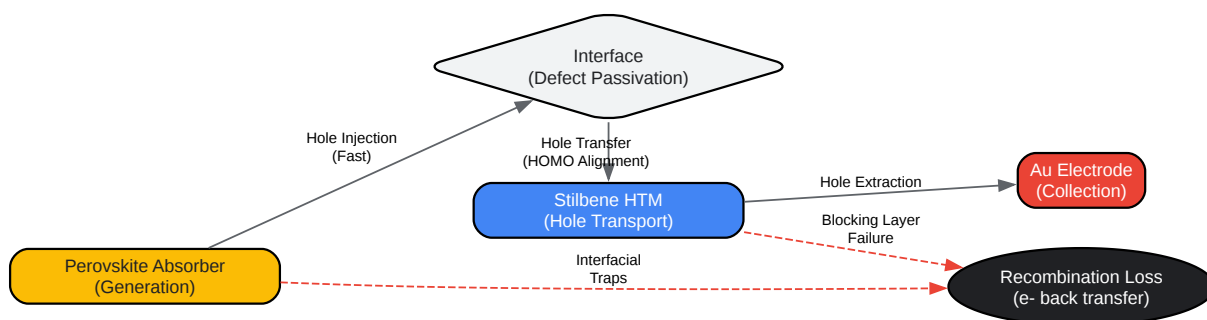 Interface
(Defect Passivation)
Hole Injection
(Fast)
Hole Transfer
(HOMO Alignment)
Au Electrode
(Collection)
Hole Extraction
Stilbene HTM
(Hole Transport)
Blocking Layer
Failure
Perovskite Absorber
(Generation)
Interfacial
Traps
Recombination Loss
(e- back transfer)